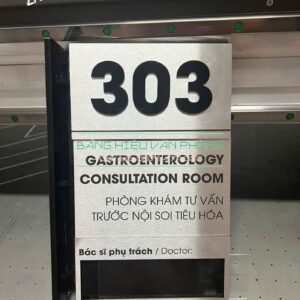 303
BẢNG HIỆU VĂN PHÒNG
GASTROENTEROLOGY
CONSULTATION ROOM
PHÒNG KHÁM TƯ VẤN
TRƯỚC NỘI SOI TIÊU HÓA
Bác sĩ phụ trách / Doctor: